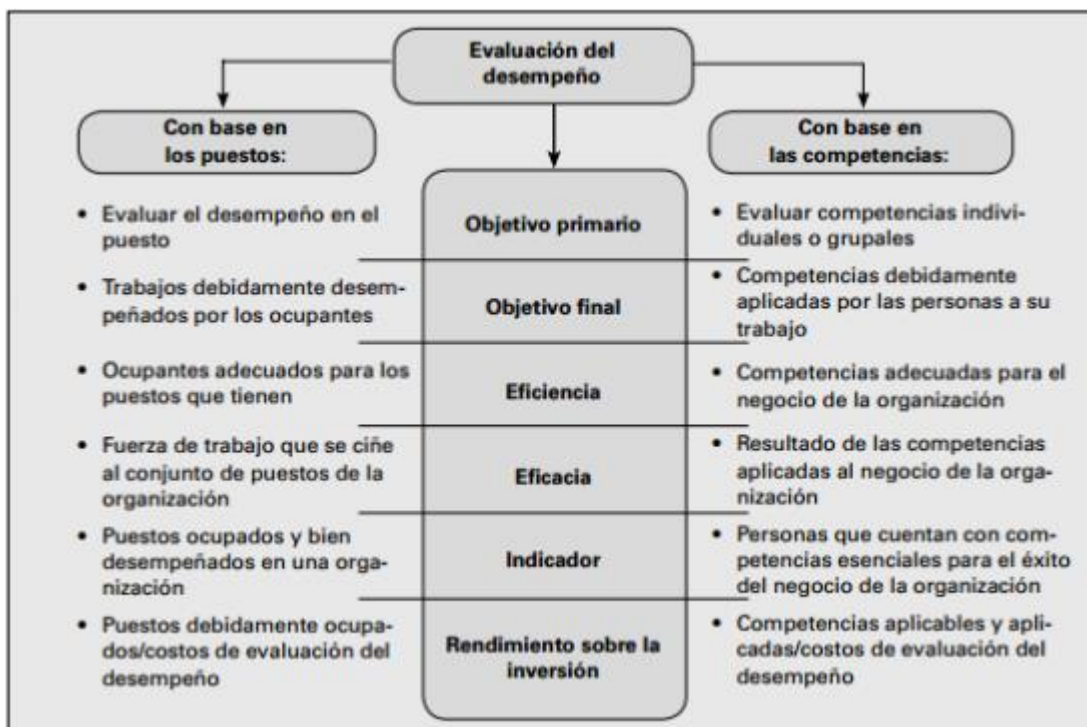 Evaluación del
desempeño
Con base en
los puestos:
Con base en
las competencias:
• Evaluar el desempeño en el
puesto
Objetivo primario
• Evaluar competencias indivi-
duales o grupales
• Trabajos debidamente desem-
peñados por los ocupantes
Objetivo final
• Competencias debidamente
aplicadas por las personas a su
trabajo
• Ocupantes adecuados para los
puestos que tienen
Eficiencia
• Competencias adecuadas para el
negocio de la organización
• Fuerza de trabajo que se ciñe
al conjunto de puestos de la
organización
Eficacia
• Resultado de las competencias
aplicadas al negocio de la orga-
nización
• Puestos ocupados y bien
desempeñados en una orga-
nización
Indicador
• Personas que cuentan con com-
petencias esenciales para el éxito
del negocio de la organización
• Puestos debidamente ocupa-
dos/costos de evaluación del
desempeño
Rendimiento sobre la
inversión
• Competencias aplicables y apli-
cadas/costos de evaluación del
desempeño